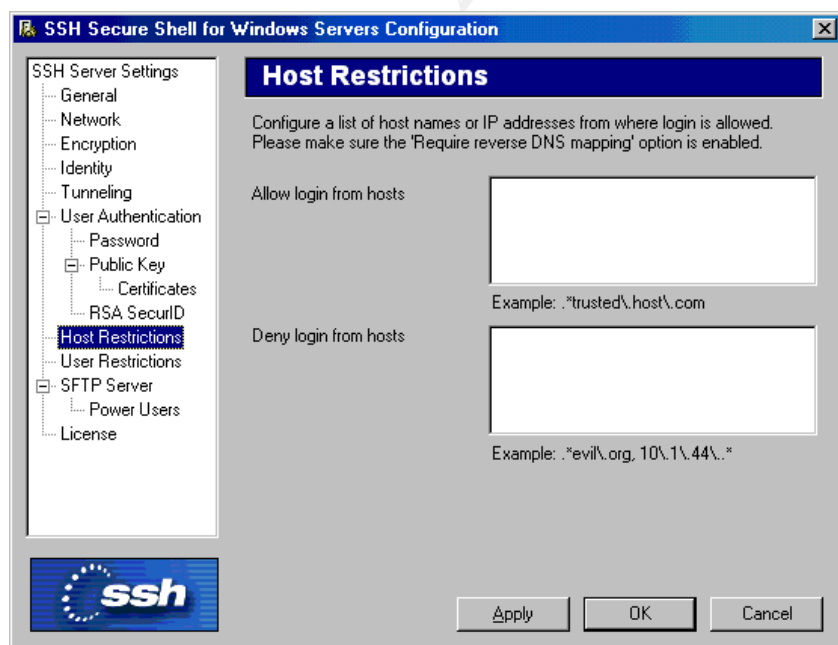 SSH Secure Shell for Windows Servers Configuration
SSH Server Settings
General
Network
Encryption
Identity
Tunneling
User Authentication
Password
Public Key
Certificates
RSA SecurID
Host Restrictions
User Restrictions
SFTP Server
Power Users
License
Host Restrictions
Configure a list of host names or IP addresses from where login is allowed.
Please make sure the 'Require reverse DNS mapping' option is enabled.
Allow login from hosts
Example: .*trusted\.host\.com
Deny login from hosts
Example: .*evil\.org, 10\.1\.44\..*
ssh
Apply
OK
Cancel